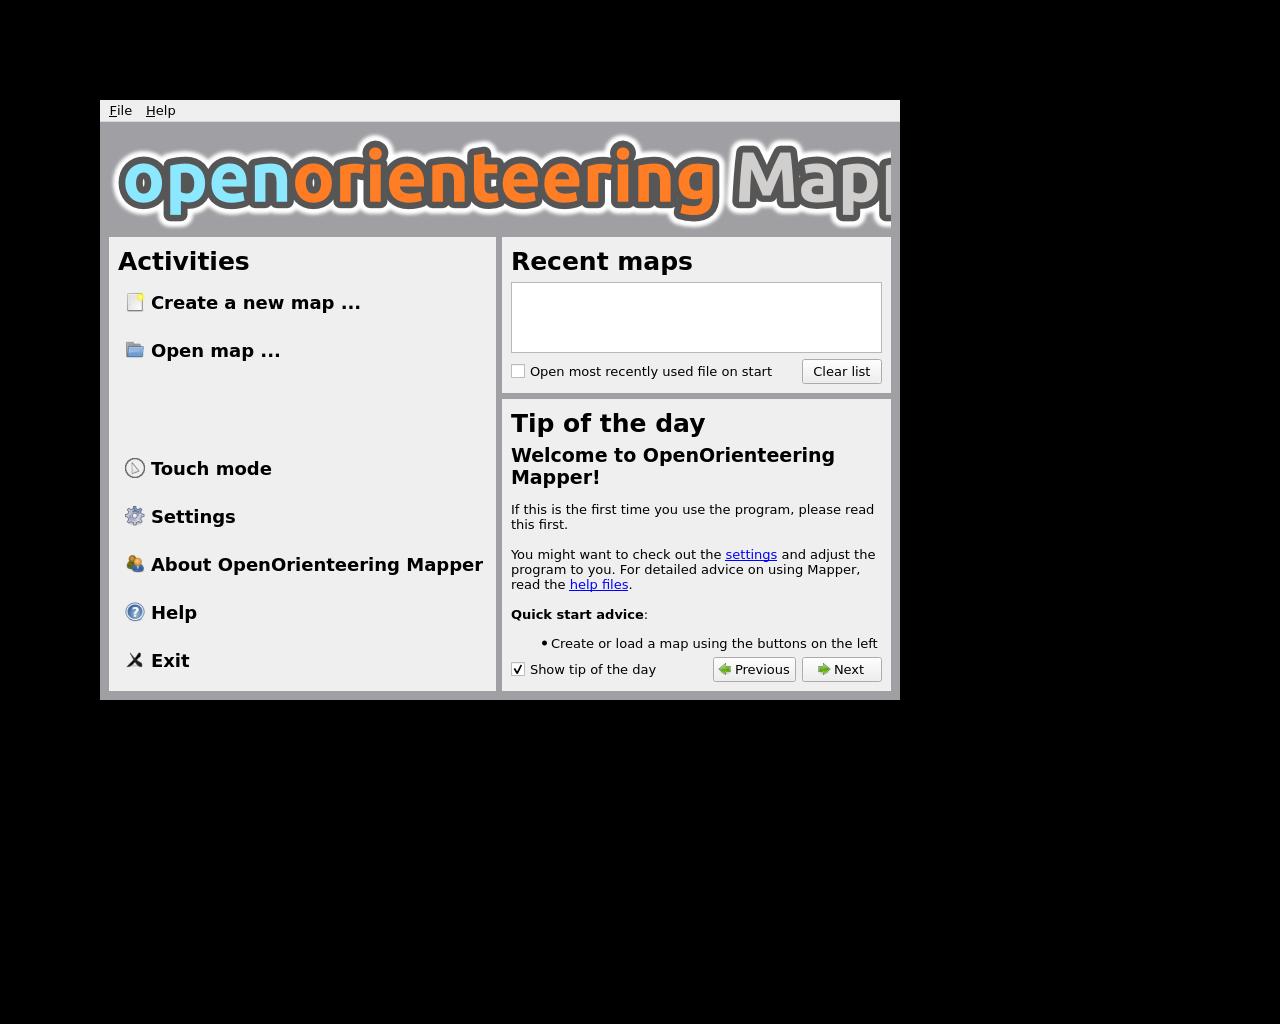 File Help
openorienteering Mapp
Activities
Create a new map ...
Open map ...
Touch mode
Settings
About OpenOrienteering Mapper
Help
Exit
Recent maps
Open most recently used file on start
Clear list
Tip of the day
Welcome to OpenOrienteering
Mapper!
If this is the first time you use the program, please read
this first.
You might want to check out the settings and adjust the
program to you. For detailed advice on using Mapper,
read the help files.
Quick start advice:
• Create or load a map using the buttons on the left
Show tip of the day
Previous
Next